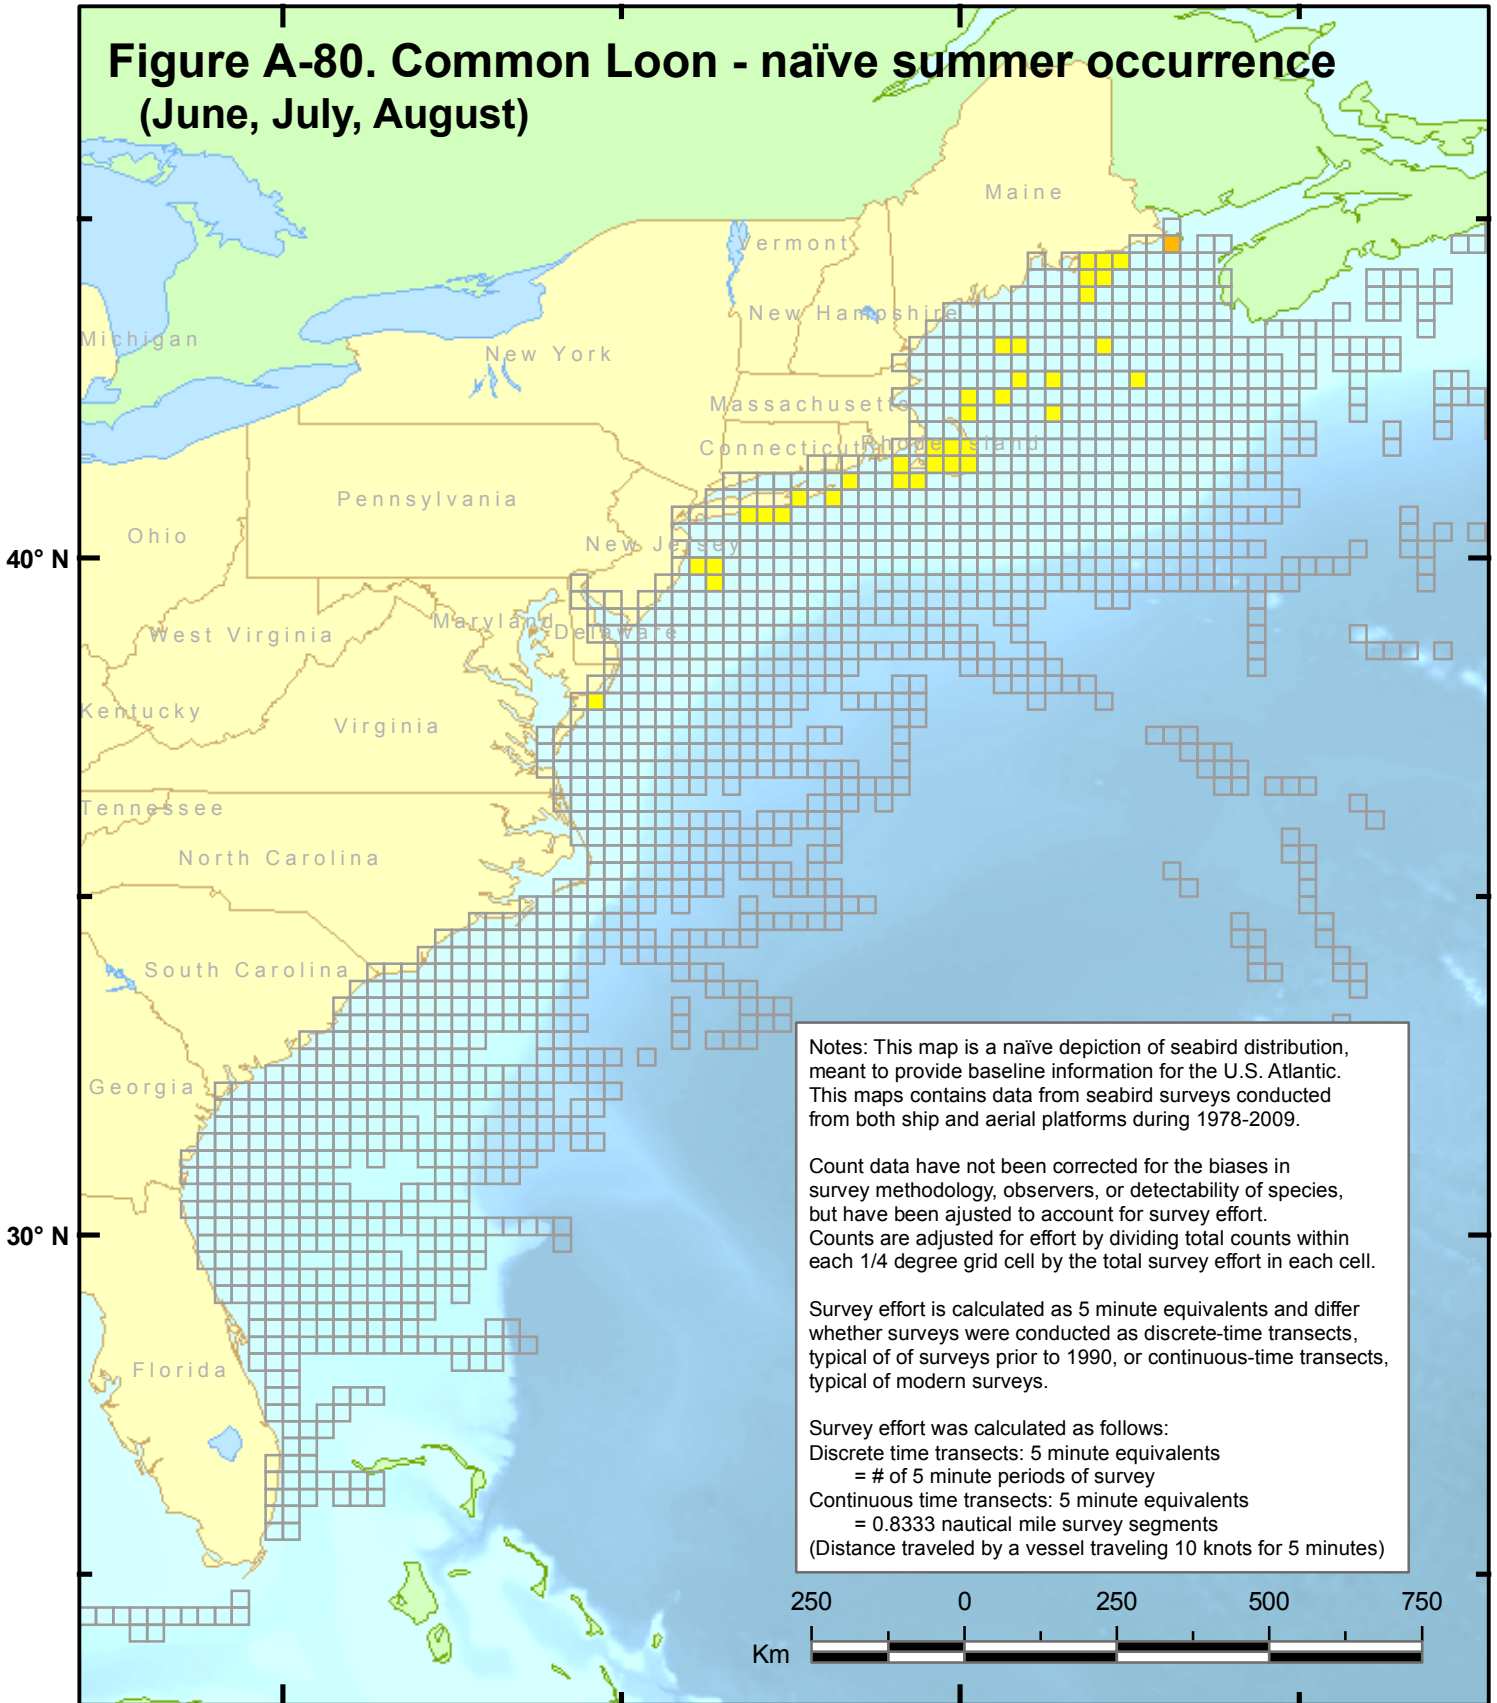 Figure A-80. Common Loon - naïve summer occurrence
(June, July, August)
Maine
Vermont
New Hampshire
Michigan
New York
Massachusetts
Connecticut
Rhode Island
Pennsylvania
Ohio
New Jersey
40° N
West Virginia
Maryland
Delaware
Kentucky
Virginia
Tennessee
North Carolina
South Carolina
Georgia
30° N
Florida
Notes: This map is a naïve depiction of seabird distribution,
meant to provide baseline information for the U.S. Atlantic.
This maps contains data from seabird surveys conducted
from both ship and aerial platforms during 1978-2009.
Count data have not been corrected for the biases in
survey methodology, observers, or detectability of species,
but have been ajusted to account for survey effort.
Counts are adjusted for effort by dividing total counts within
each 1/4 degree grid cell by the total survey effort in each cell.
Survey effort is calculated as 5 minute equivalents and differ
whether surveys were conducted as discrete-time transects,
typical of of surveys prior to 1990, or continuous-time transects,
typical of modern surveys.
Survey effort was calculated as follows:
Discrete time transects: 5 minute equivalents
= # of 5 minute periods of survey
Continuous time transects: 5 minute equivalents
= 0.8333 nautical mile survey segments
(Distance traveled by a vessel traveling 10 knots for 5 minutes)
250 0 250 500 750
Km